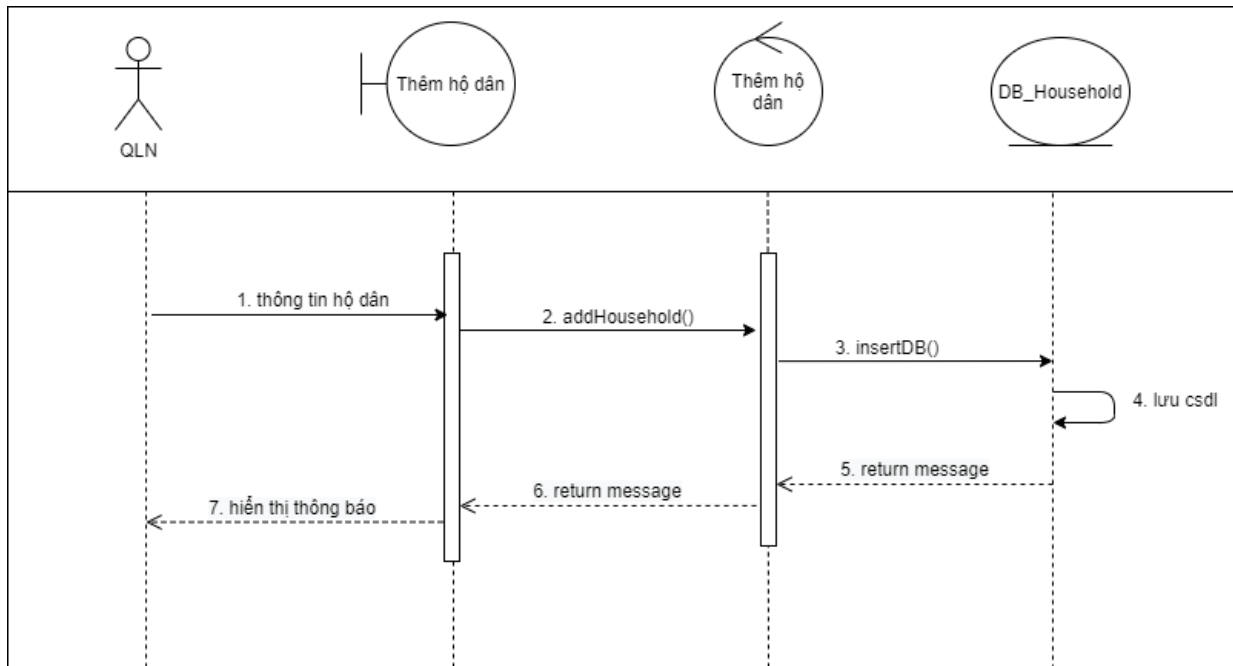 QLN
Thêm hộ dân
Thêm hộ
dân
DB_Household
1. thông tin hộ dân
2. addHousehold()
3. insertDB()
4. lưu csdl
5. return message
6. return message
7. hiển thị thông báo